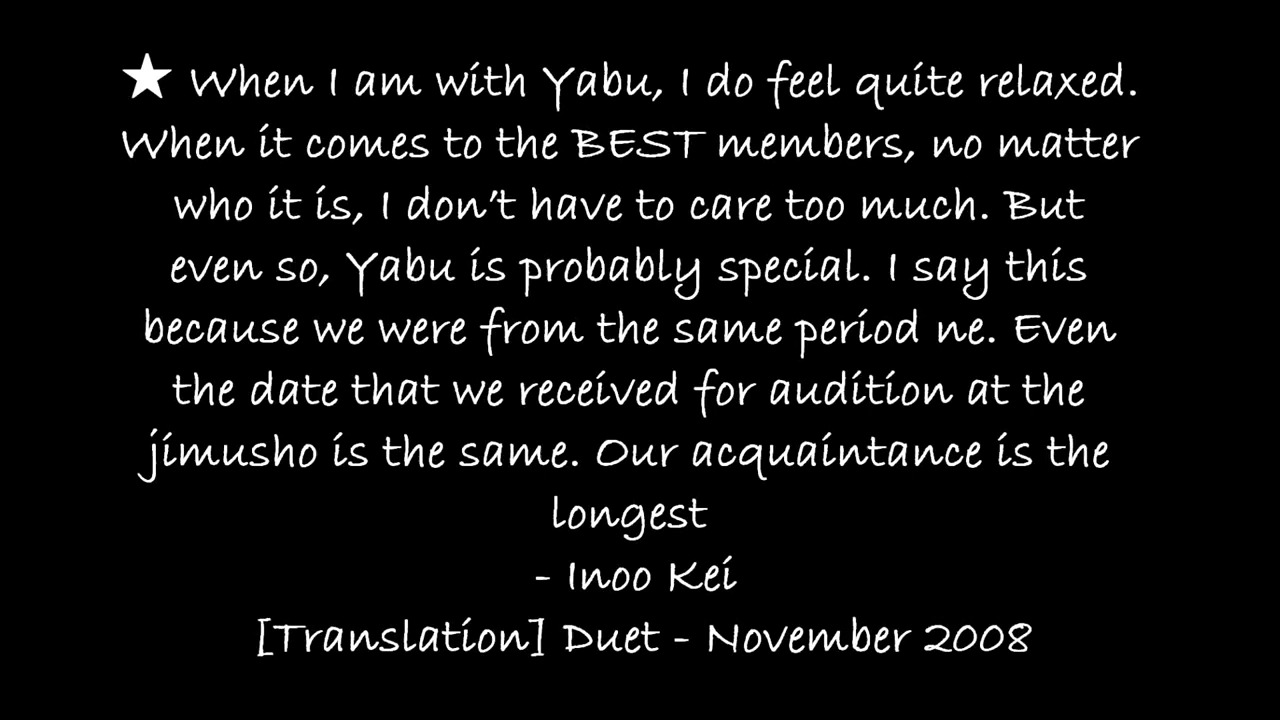 ★ When I am with Yabu, I do feel quite relaxed.
When it comes to the BEST members, no matter
who it is, I don't have to care too much. But
even so, Yabu is probably special. I say this
because we were from the same period ne. Even
the date that we received for audition at the
jimusho is the same. Our acquaintance is the
longest
- Inoo Kei
[Translation] Duet - November 2008